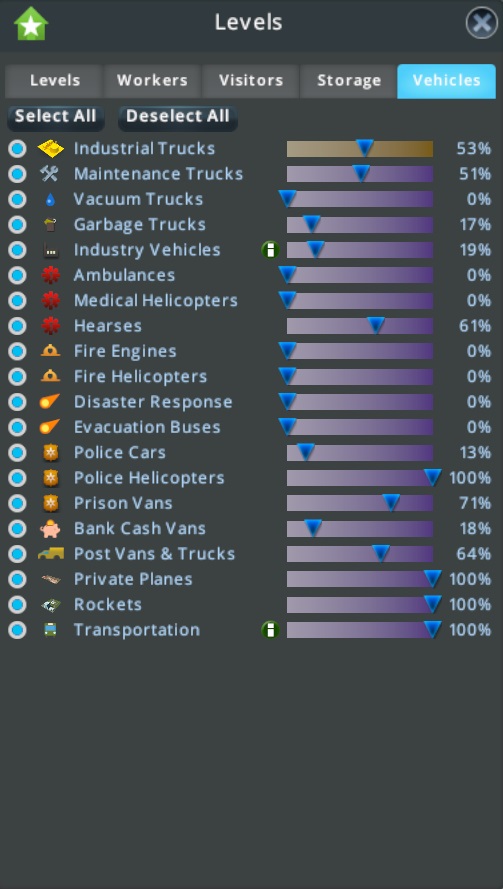 Levels
Levels Workers Visitors Storage Vehicles
Select All Deselect All
Industrial Trucks 53%
Maintenance Trucks 51%
Vacuum Trucks 0%
Garbage Trucks 17%
Industry Vehicles 19%
Ambulances 0%
Medical Helicopters 0%
Hearses 61%
Fire Engines 0%
Fire Helicopters 0%
Disaster Response 0%
Evacuation Buses 0%
Police Cars 13%
Police Helicopters 100%
Prison Vans 71%
Bank Cash Vans 18%
Post Vans & Trucks 64%
Private Planes 100%
Rockets 100%
Transportation 100%